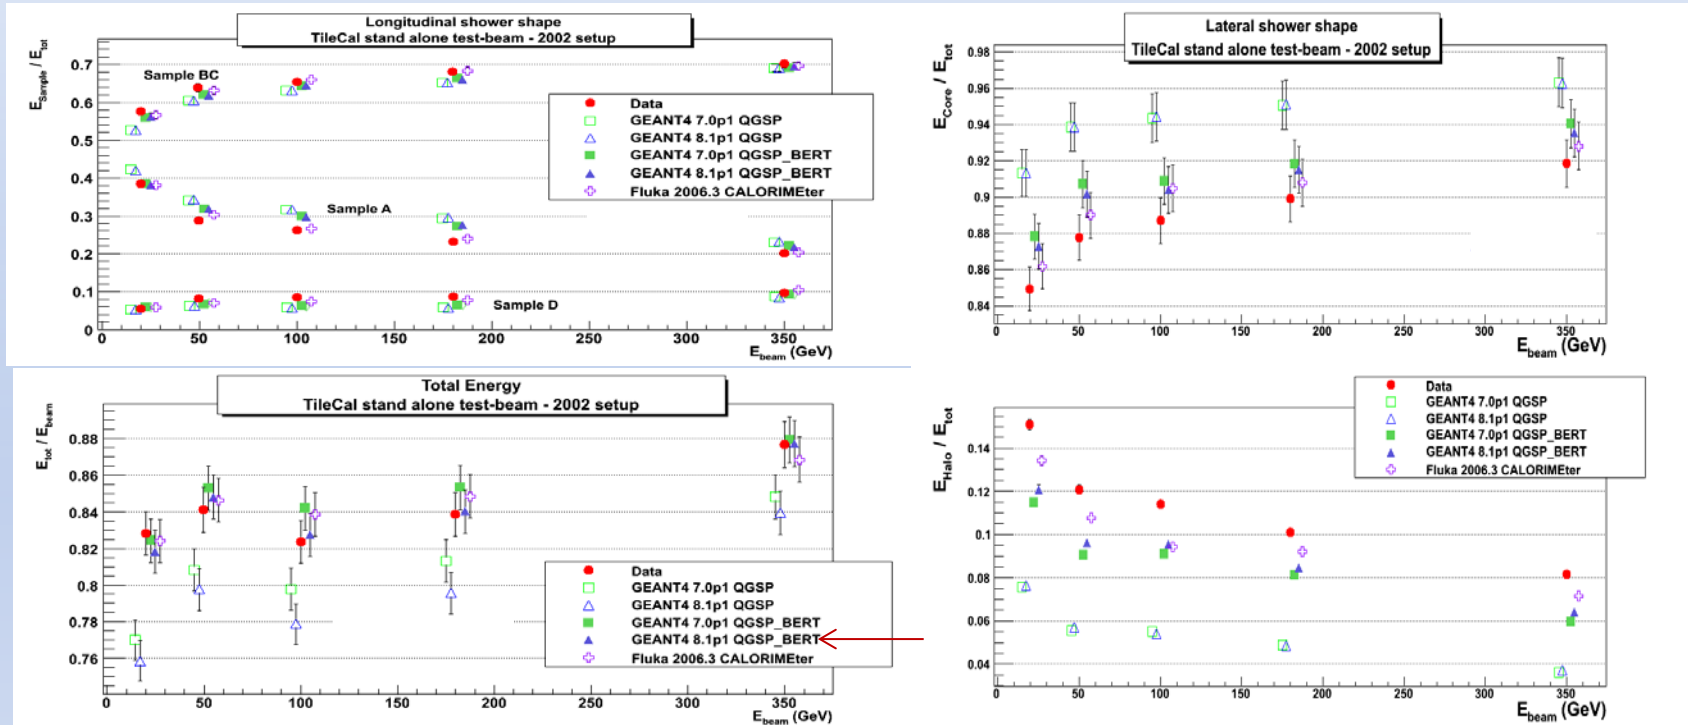 Longitudinal shower shape
TileCal stand alone test-beam - 2002 setup
E_Sample / E_tot
0.7
0.6
0.5
0.4
0.3
0.2
0.1
0
Sample BC
Sample A
Sample D
Data
GEANT4 7.0p1 QGSP
GEANT4 8.1p1 QGSP
GEANT4 7.0p1 QGSP_BERT
GEANT4 8.1p1 QGSP_BERT
Fluka 2006.3 CALORIMEter
0 50 100 150 200 250 300 350
E_beam (GeV)
Lateral shower shape
TileCal stand alone test-beam - 2002 setup
E_Core / E_tot
0.98
0.96
0.94
0.92
0.9
0.88
0.86
0.84
0 50 100 150 200 250 300 350
E_beam (GeV)
Total Energy
TileCal stand alone test-beam - 2002 setup
E_tot / E_beam
0.88
0.86
0.84
0.82
0.8
0.78
0.76
Data
GEANT4 7.0p1 QGSP
GEANT4 8.1p1 QGSP
GEANT4 7.0p1 QGSP_BERT
GEANT4 8.1p1 QGSP_BERT
Fluka 2006.3 CALORIMEter
0 50 100 150 200 250 300 350
E_beam (GeV)
Data
GEANT4 7.0p1 QGSP
GEANT4 8.1p1 QGSP
GEANT4 7.0p1 QGSP_BERT
GEANT4 8.1p1 QGSP_BERT
Fluka 2006.3 CALORIMEter
E_Halo / E_tot
0.14
0.12
0.1
0.08
0.06
0.04
0 50 100 150 200 250 300 350
E_beam (GeV)